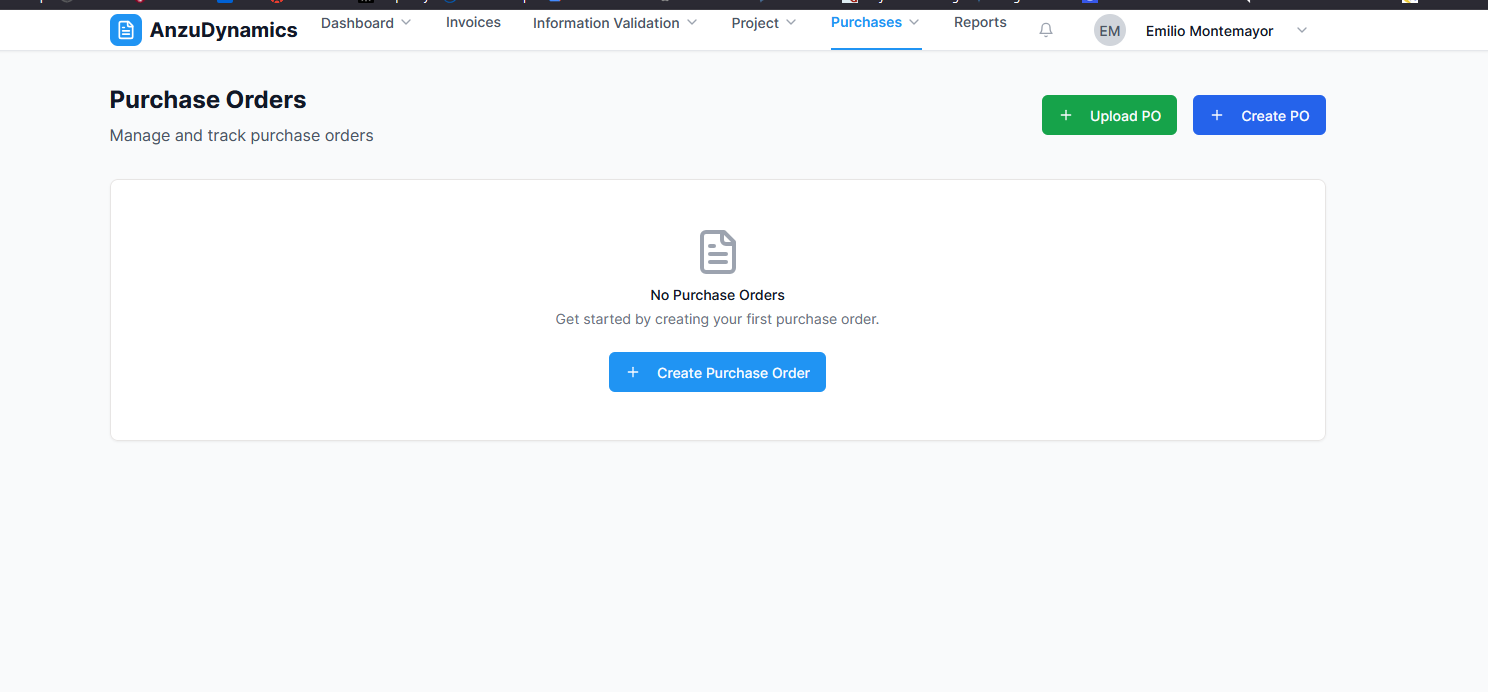 AnzuDynamics
Dashboard
Invoices
Information Validation
Project
Purchases
Reports
EM
Emilio Montemayor
Purchase Orders
Manage and track purchase orders
+ Upload PO
+ Create PO
No Purchase Orders
Get started by creating your first purchase order.
+ Create Purchase Order